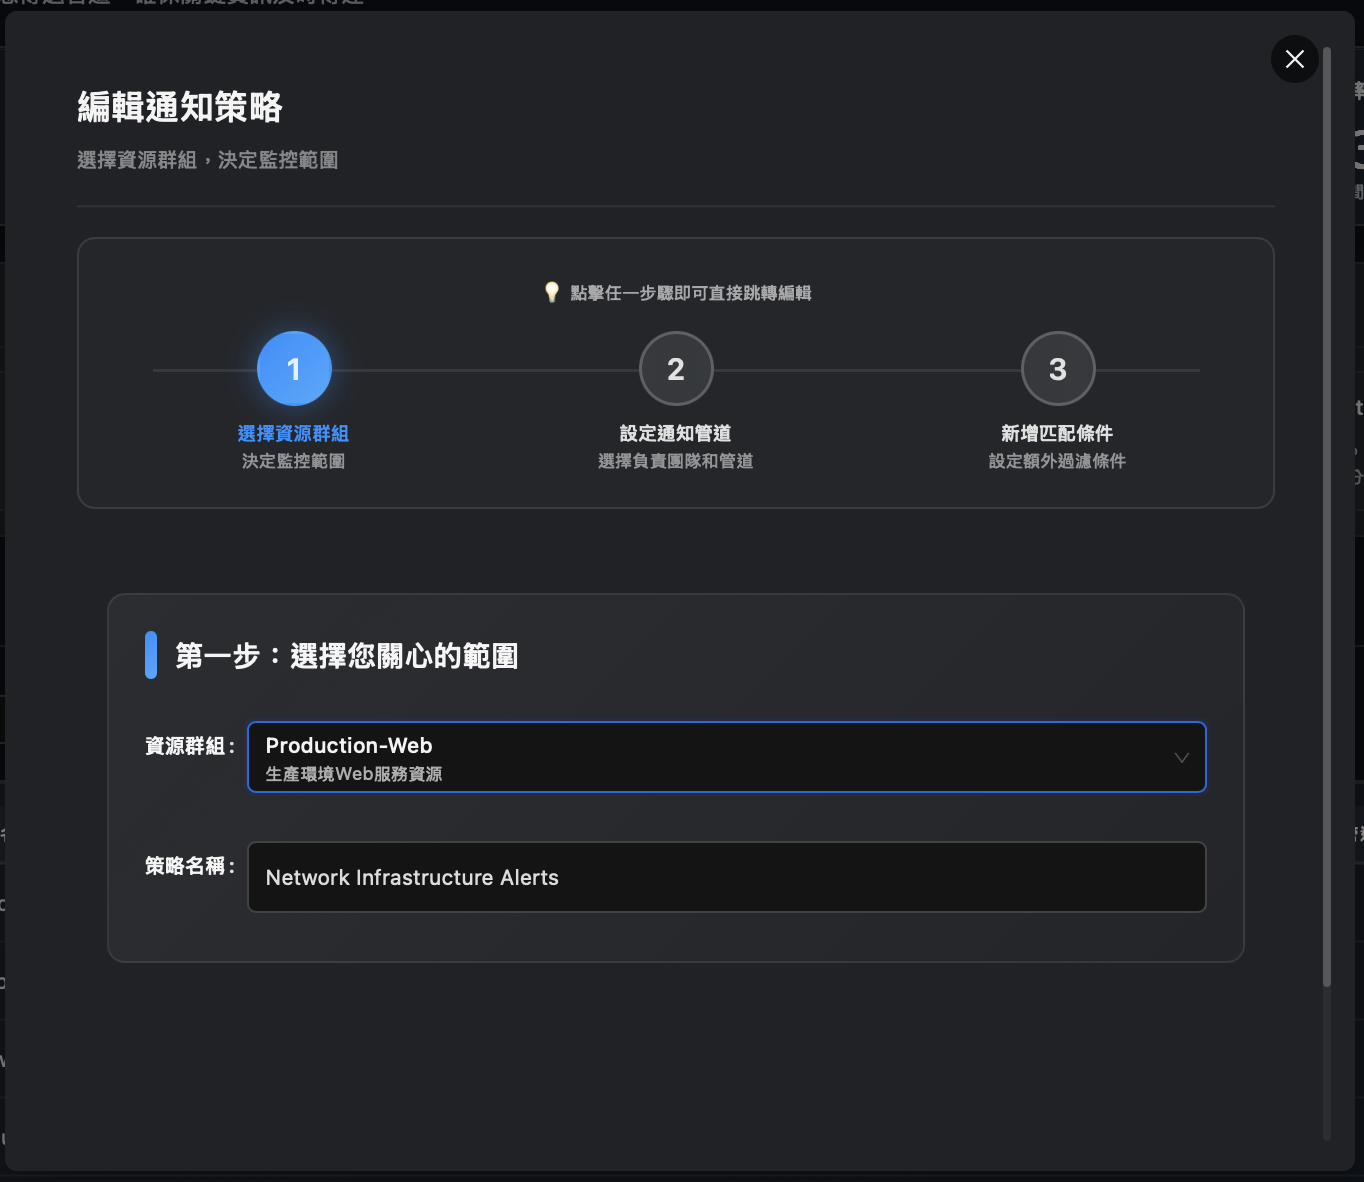 編輯通知策略
選擇資源群組，決定監控範圍
💡 點擊任一步驟即可直接跳轉編輯
1
2
3
選擇資源群組
設定通知管道
新增匹配條件
決定監控範圍
選擇負責團隊和管道
設定額外過濾條件
第一步：選擇您關心的範圍
資源群組:
Production-Web
生產環境Web服務資源
策略名稱:
Network Infrastructure Alerts